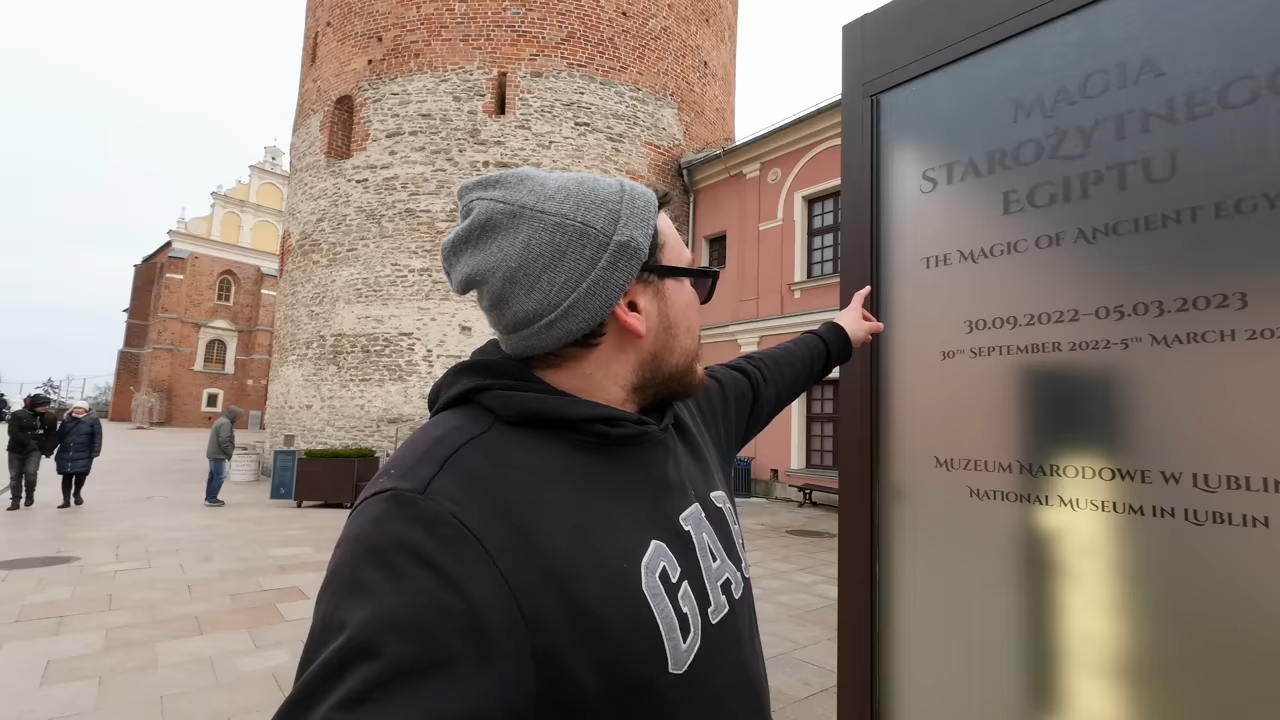 MAGIA
STAROŻYTNEGO
EGIPTU
THE MAGIC OF ANCIENT EGY
30.09.2022–05.03.2023
30TH SEPTEMBER 2022-5TH MARCH 202
MUZEUM NARODOWE W LUBLIN
NATIONAL MUSEUM IN LUBLIN
GAP